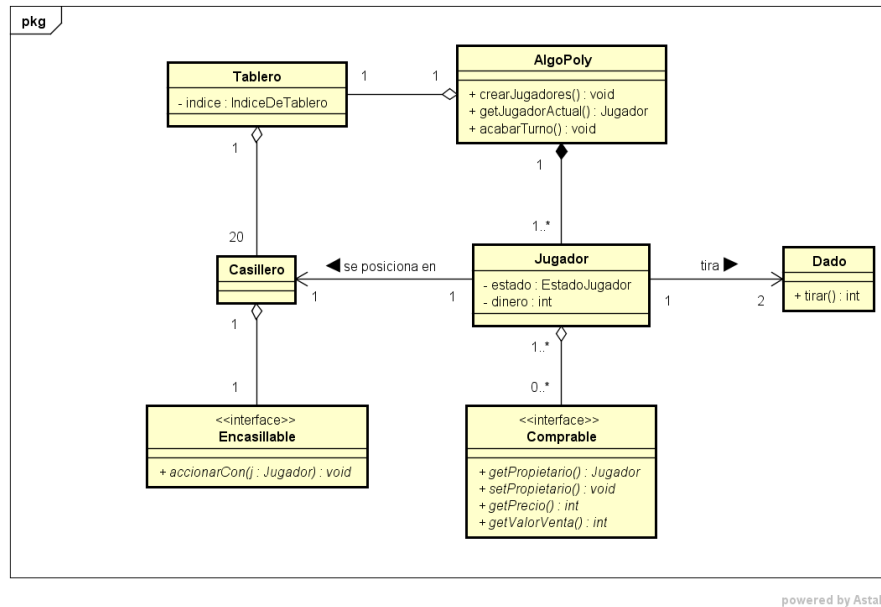 pkg
AlgoPoly
+ crearJugadores() : void
+ getJugadorActual() : Jugador
+ acabarTurno() : void
Tablero
- indice : IndiceDeTablero
1
1
1
1
20
1..*
Casillero
se posiciona en
1
1
Jugador
- estado : EstadoJugador
- dinero : int
tira
1
2
Dado
+ tirar() : int
1
1
1..*
0..*
<<interface>>
Encasillable
+ accionarCon(j : Jugador) : void
<<interface>>
Comprable
+ getPropietario() : Jugador
+ setPropietario() : void
+ getPrecio() : int
+ getValorVenta() : int
powered by Asta